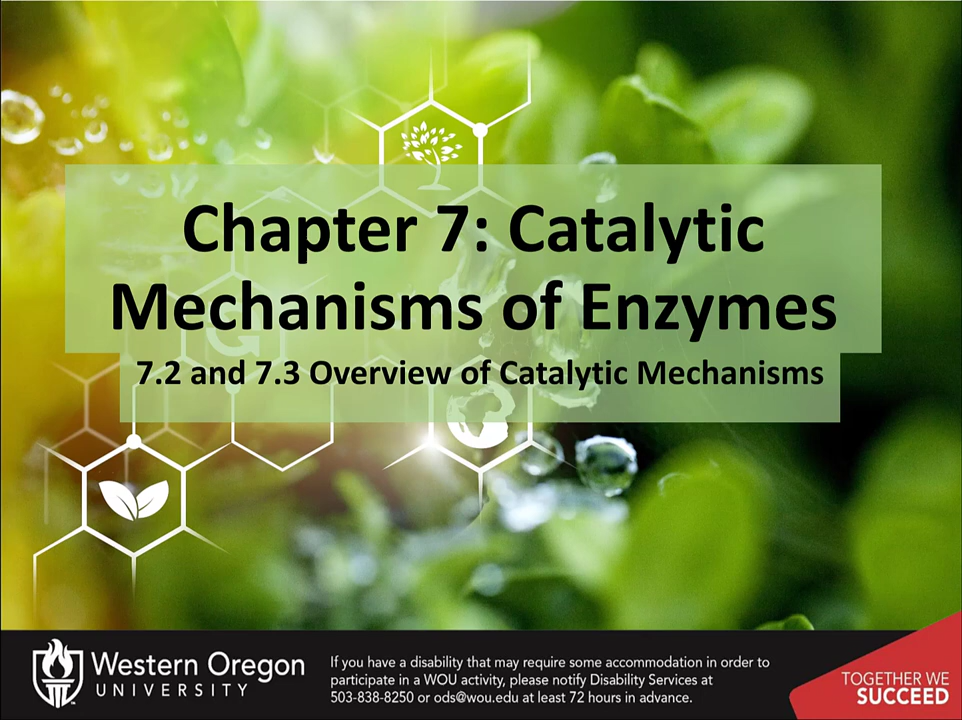 Chapter 7: Catalytic
Mechanisms of Enzymes
7.2 and 7.3 Overview of Catalytic Mechanisms
Western Oregon
UNIVERSITY
If you have a disability that may require some accommodation in order to
participate in a WOU activity, please notify Disability Services at
503-838-8250 or ods@wou.edu at least 72 hours in advance.
TOGETHER WE
SUCCEED